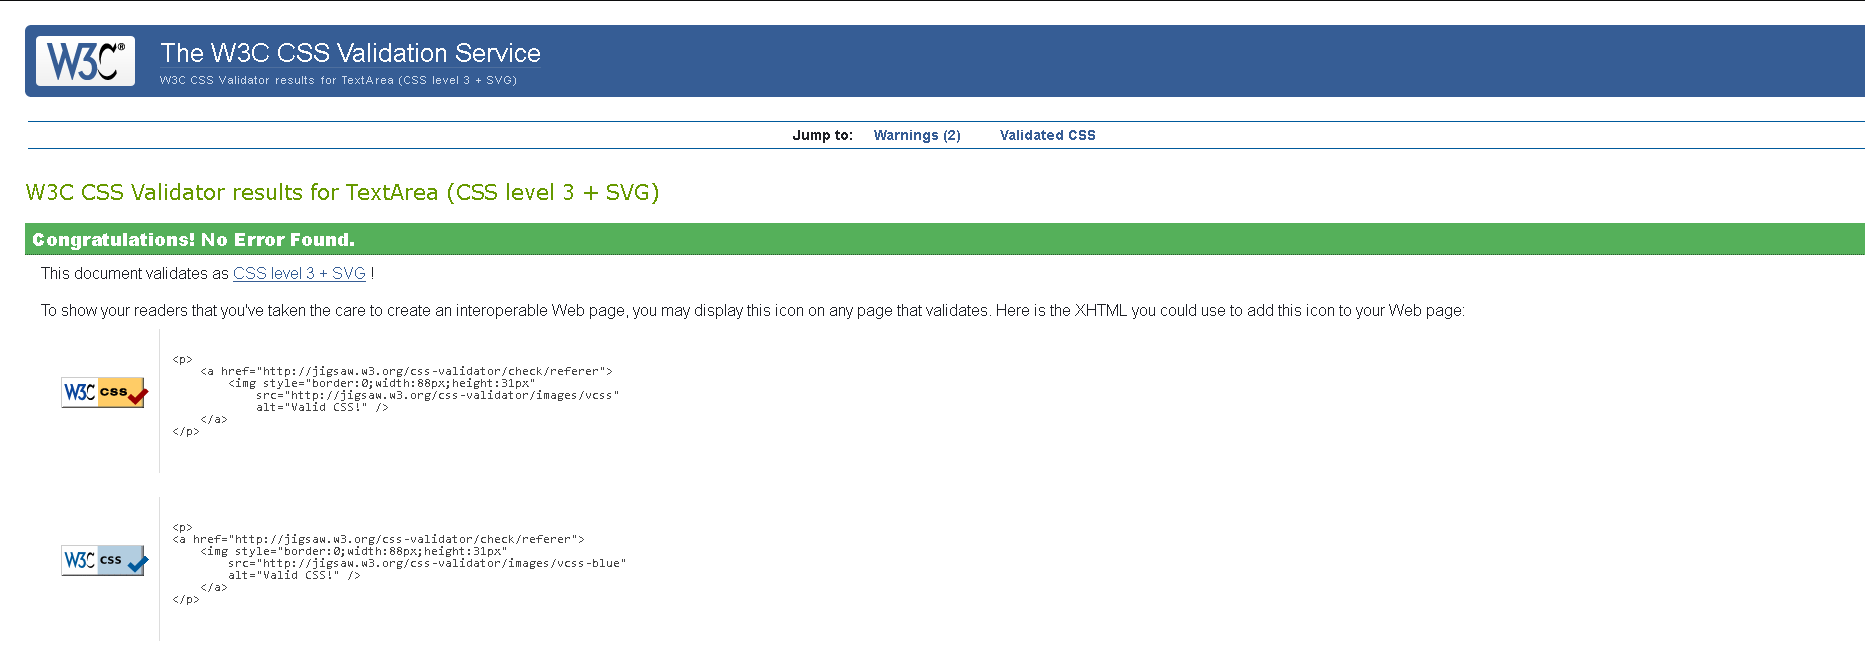 W3C®
The W3C CSS Validation Service
W3C CSS Validator results for TextArea (CSS level 3 + SVG)
Jump to: Warnings (2) Validated CSS
W3C CSS Validator results for TextArea (CSS level 3 + SVG)
Congratulations! No Error Found.
This document validates as CSS level 3 + SVG !
To show your readers that you've taken the care to create an interoperable Web page, you may display this icon on any page that validates. Here is the XHTML you could use to add this icon to your Web page:
W3C css
<p>
<a href="http://jigsaw.w3.org/css-validator/check/referer">
<img style="border:0;width:88px;height:31px"
src="http://jigsaw.w3.org/css-validator/images/vcss"
alt="Valid CSS!" />
</a>
</p>
W3C css
<p>
<a href="http://jigsaw.w3.org/css-validator/check/referer">
<img style="border:0;width:88px;height:31px"
src="http://jigsaw.w3.org/css-validator/images/vcss-blue"
alt="Valid CSS!" />
</a>
</p>